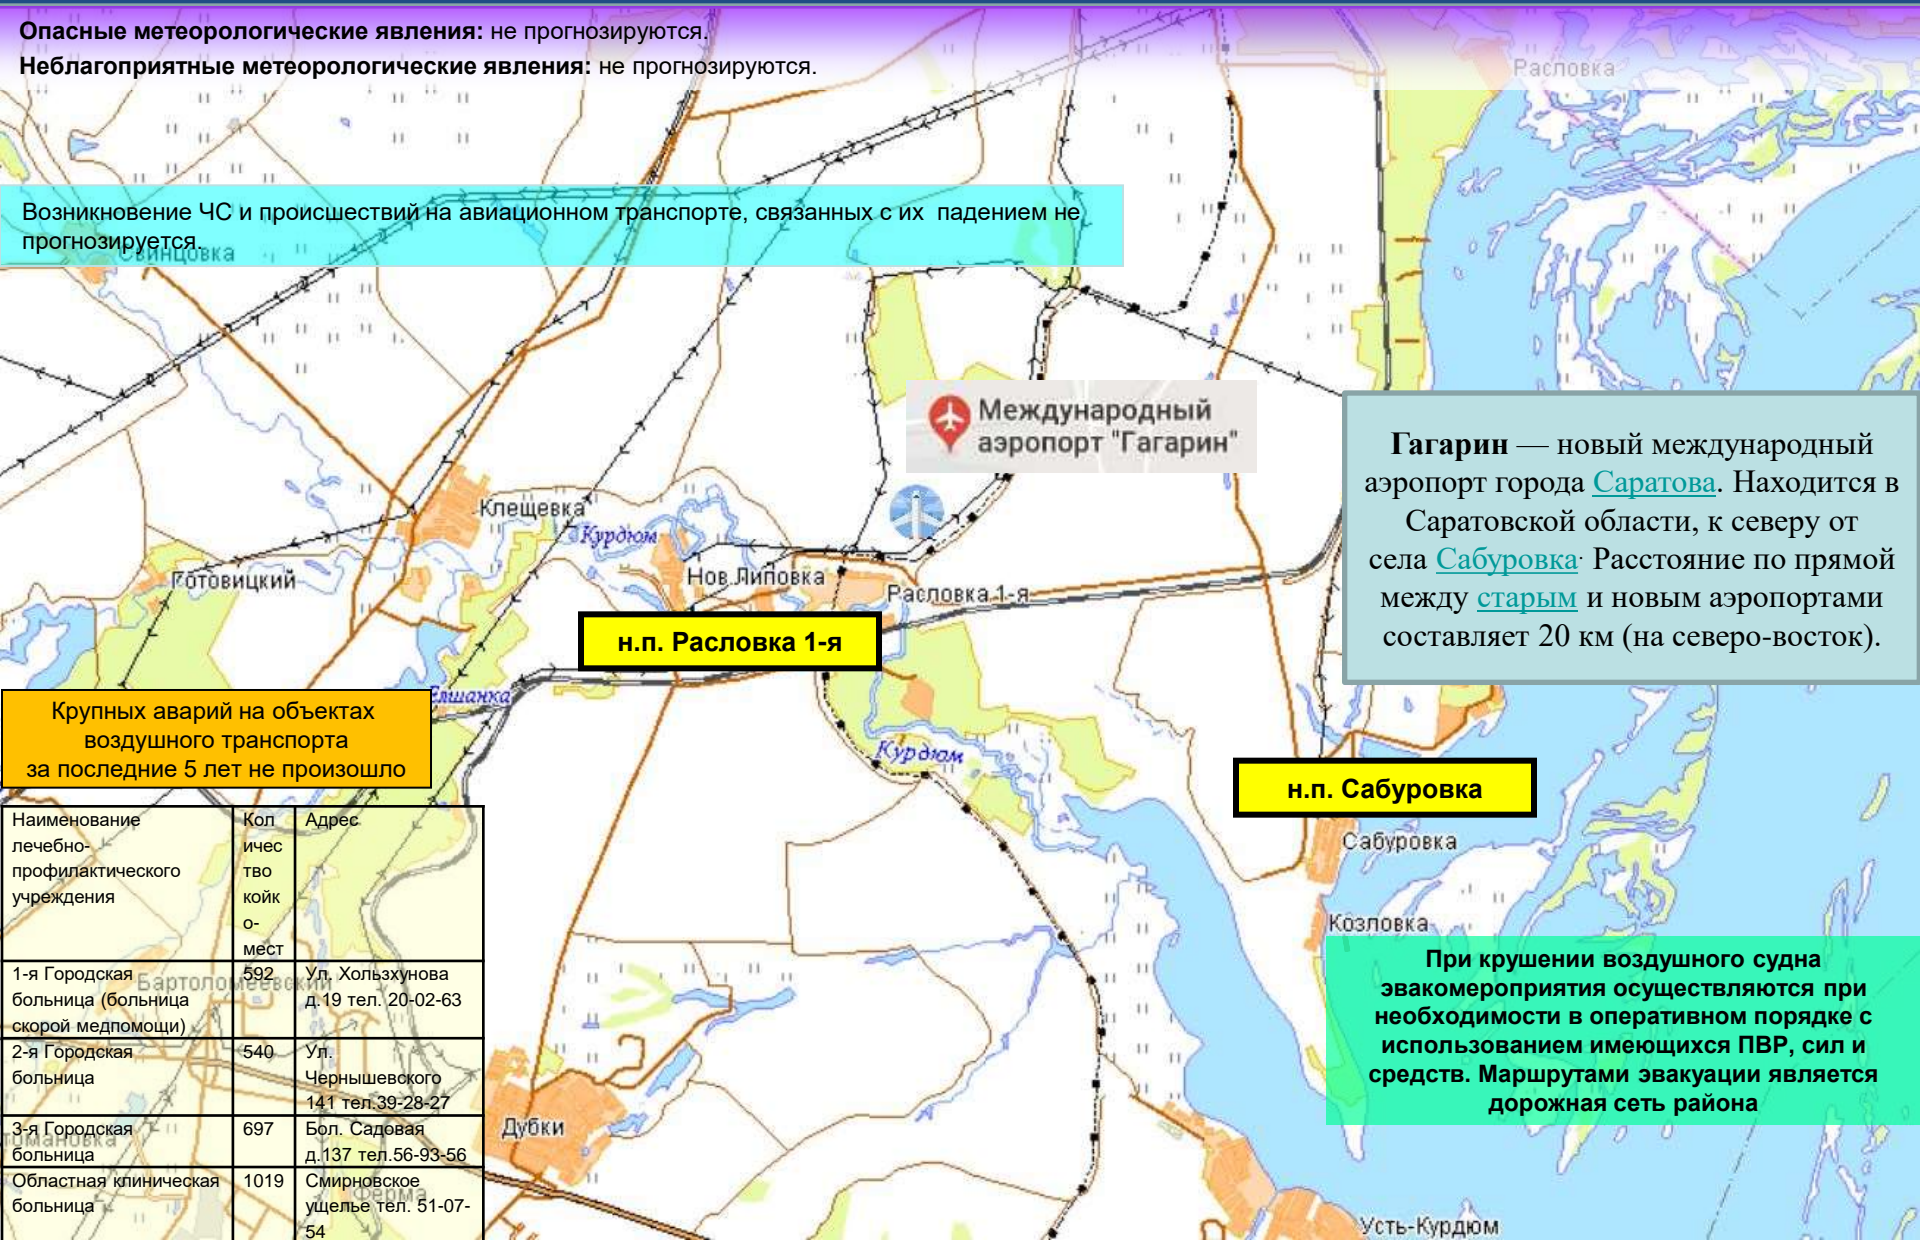 Опасные метеорологические явления: не прогнозируются.
Неблагоприятные метеорологические явления: не прогнозируются.
Расловка
Возникновение ЧС и происшествий на авиационном транспорте, связанных с их падением не
прогнозируется.
Свинцовка
Международный
аэропорт "Гагарин"
Гагарин — новый международный
аэропорт города Саратова. Находится в
Саратовской области, к северу от
села Сабуровка. Расстояние по прямой
между старым и новым аэропортами
составляет 20 км (на северо-восток).
Клещевка
Курдюм
Готовицкий
Нов.Липовка
Расловка 1-я
н.п. Расловка 1-я
Елшанка
Крупных аварий на объектах
воздушного транспорта
за последние 5 лет не произошло
Курдюм
н.п. Сабуровка
Сабуровка
Козловка
Наименование
лечебно-
профилактического
учреждения
Кол
ичес
тво
койк
о-
мест
Адрес
1-я Городская
больница (больница
скорой медпомощи)
592
Ул. Хользхунова
д.19 тел. 20-02-63
Бартоломеевский
2-я Городская
больница
540
Ул.
Чернышевского
141 тел.39-28-27
3-я Городская
больница
697
Бол. Садовая
д.137 тел.56-93-56
Областная клиническая
больница
1019
Смирновское
ущелье тел. 51-07-
54
Ферма
Дубки
При крушении воздушного судна
эвакомероприятия осуществляются при
необходимости в оперативном порядке с
использованием имеющихся ПВР, сил и
средств. Маршрутами эвакуации является
дорожная сеть района
Усть-Курдюм